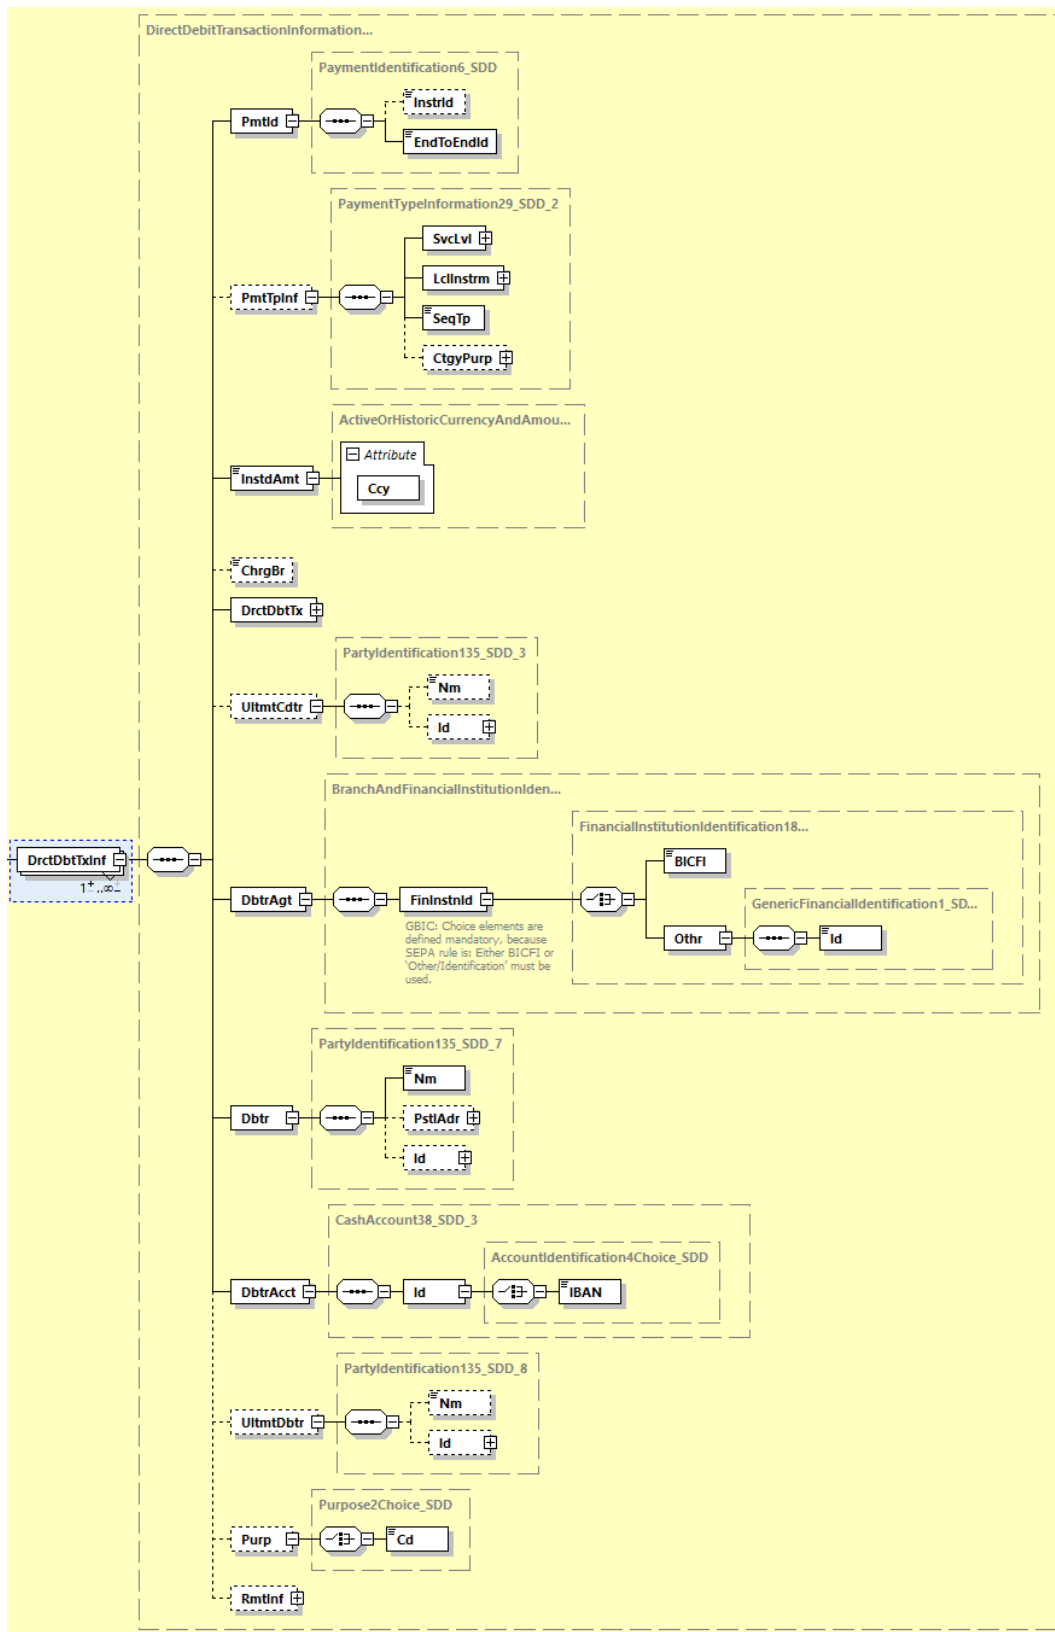 DirectDebitTransactionInformation...
PaymentIdentification6_SDD
InstrId
PmtId
EndToEndId
PaymentTypeInformation29_SDD_2
SvcLvl
LclInstrm
PmtTpInf
SeqTp
CtgyPurp
ActiveOrHistoricCurrencyAndAmou...
Attribute
InstdAmt
Ccy
ChrgBr
DrctDbtTx
PartyIdentification135_SDD_3
Nm
UltmtCdtr
Id
BranchAndFinancialInstitutionIden...
FinancialInstitutionIdentification18...
DrctDbtTxInf
BICFI
1..∞
DbtrAgt
FinInstnId
GenericFinancialIdentification1_SD...
GBIC: Choice elements are
defined mandatory, because
SEPA rule is: Either BICFI or
'Other/Identification' must be
used.
Othr
Id
PartyIdentification135_SDD_7
Nm
Dbtr
PstlAdr
Id
CashAccount38_SDD_3
AccountIdentification4Choice_SDD
DbtrAcct
Id
IBAN
PartyIdentification135_SDD_8
Nm
UltmtDbtr
Id
Purpose2Choice_SDD
Purp
Cd
RmtInf